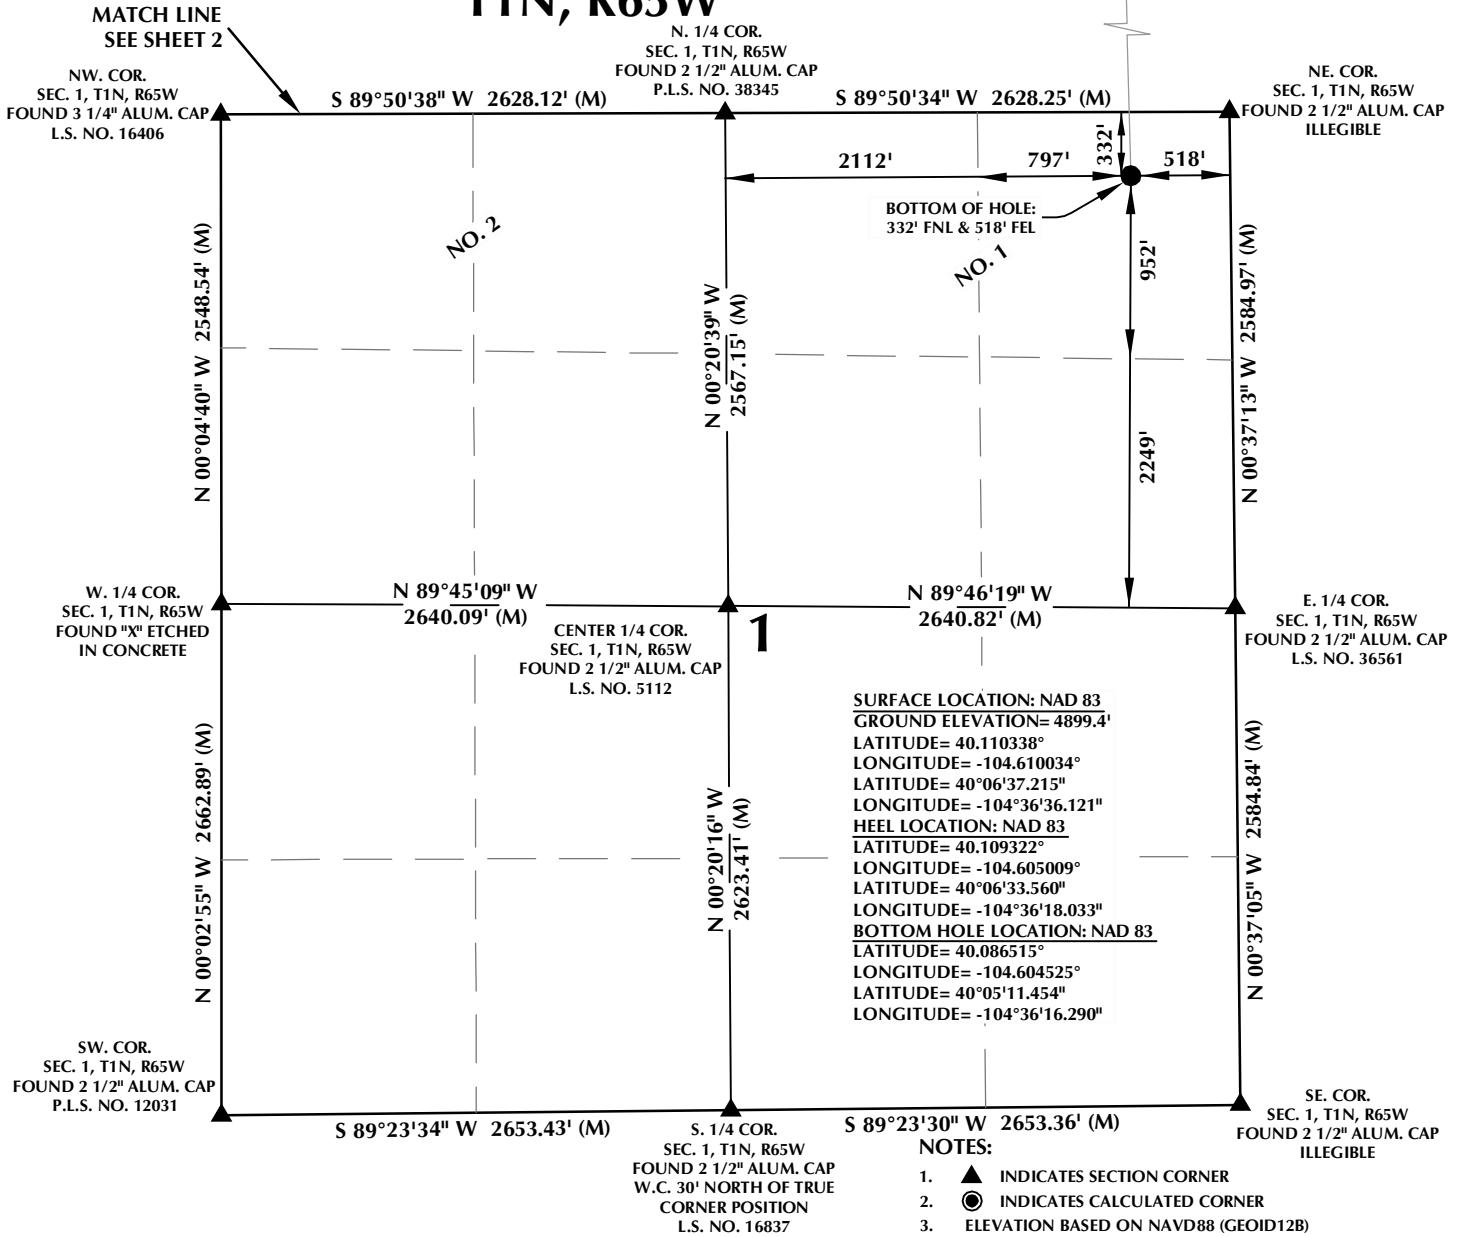 T1N, R65W
MATCH LINE
SEE SHEET 2
N. 1/4 COR.
SEC. 1, T1N, R65W
FOUND 2 1/2" ALUM. CAP
P.L.S. NO. 38345
NW. COR.
SEC. 1, T1N, R65W
FOUND 3 1/4" ALUM. CAP
L.S. NO. 16406
NE. COR.
SEC. 1, T1N, R65W
FOUND 2 1/2" ALUM. CAP
ILLEGIBLE
S 89°50'38" W 2628.12' (M)
S 89°50'34" W 2628.25' (M)
332'
2112'
797'
518'
BOTTOM OF HOLE:
332' FNL & 518' FEL
NO. 2
NO. 1
952'
2249'
N 00°04'40" W 2548.54' (M)
N 00°20'39" W
2567.15' (M)
N 00°37'13" W 2584.97' (M)
W. 1/4 COR.
SEC. 1, T1N, R65W
FOUND "X" ETCHED
IN CONCRETE
N 89°45'09" W
2640.09' (M)
N 89°46'19" W
2640.82' (M)
E. 1/4 COR.
SEC. 1, T1N, R65W
FOUND 2 1/2" ALUM. CAP
L.S. NO. 36561
CENTER 1/4 COR.
SEC. 1, T1N, R65W
FOUND 2 1/2" ALUM. CAP
L.S. NO. 5112
1
SURFACE LOCATION: NAD 83
GROUND ELEVATION= 4899.4'
LATITUDE= 40.110338°
LONGITUDE= -104.610034°
LATITUDE= 40°06'37.215"
LONGITUDE= -104°36'36.121"
HEEL LOCATION: NAD 83
LATITUDE= 40.109322°
LONGITUDE= -104.605009°
LATITUDE= 40°06'33.560"
LONGITUDE= -104°36'18.033"
BOTTOM HOLE LOCATION: NAD 83
LATITUDE= 40.086515°
LONGITUDE= -104.604525°
LATITUDE= 40°05'11.454"
LONGITUDE= -104°36'16.290"
N 00°02'55" W 2662.89' (M)
N 00°20'16" W
2623.41' (M)
N 00°37'05" W 2584.84' (M)
SW. COR.
SEC. 1, T1N, R65W
FOUND 2 1/2" ALUM. CAP
P.L.S. NO. 12031
S 89°23'34" W 2653.43' (M)
S 89°23'30" W 2653.36' (M)
S. 1/4 COR.
SEC. 1, T1N, R65W
FOUND 2 1/2" ALUM. CAP
W.C. 30' NORTH OF TRUE
CORNER POSITION
L.S. NO. 16837
SE. COR.
SEC. 1, T1N, R65W
FOUND 2 1/2" ALUM. CAP
ILLEGIBLE
NOTES:
1. INDICATES SECTION CORNER
2. INDICATES CALCULATED CORNER
3. ELEVATION BASED ON NAVD88 (GEOID12B)